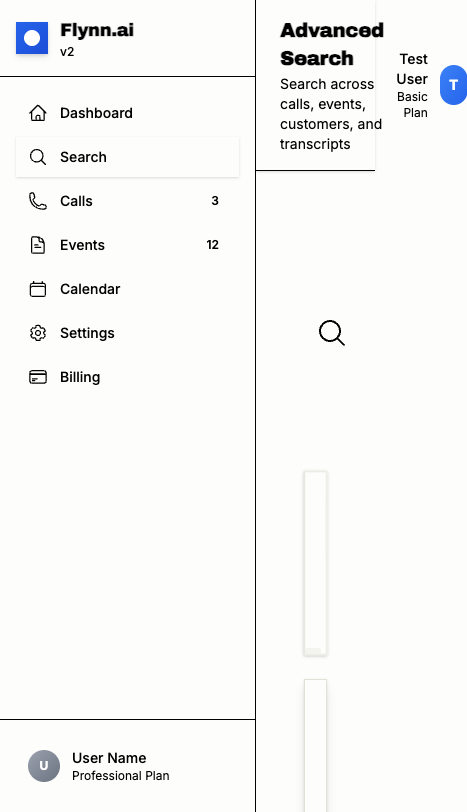 Flynn.ai
v2
Dashboard
Search
Calls 3
Events 12
Calendar
Settings
Billing
U
User Name
Professional Plan
Advanced
Search
Search across
calls, events,
customers, and
transcripts
Test
User
Basic
Plan
T